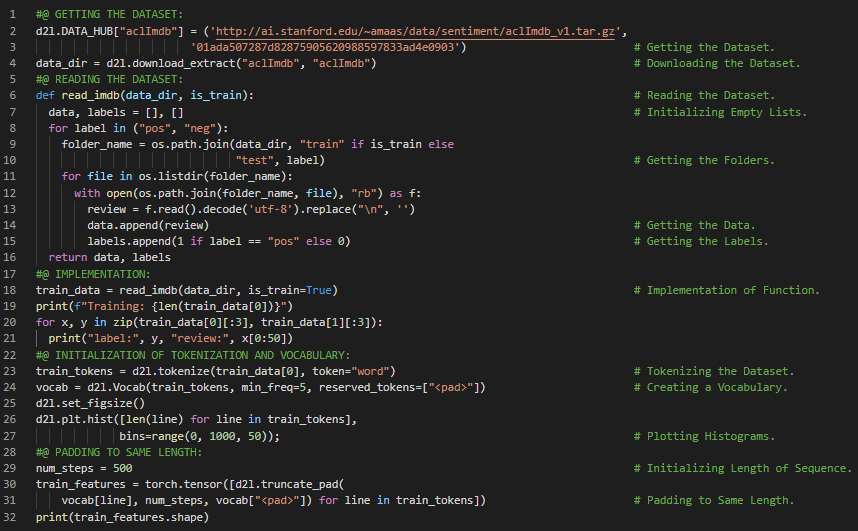 1 #@ GETTING THE DATASET:
2 d2l.DATA_HUB["aclImdb"] = ('http://ai.stanford.edu/~amaas/data/sentiment/aclImdb_v1.tar.gz',
3 '01ada507287d82875905620988597833ad4e0903') # Getting the Dataset.
4 data_dir = d2l.download_extract("aclImdb", "aclImdb") # Downloading the Dataset.
5 #@ READING THE DATASET:
6 def read_imdb(data_dir, is_train): # Reading the Dataset.
7 data, labels = [], [] # Initializing Empty Lists.
8 for label in ("pos", "neg"):
9 folder_name = os.path.join(data_dir, "train" if is_train else
10 "test", label) # Getting the Folders.
11 for file in os.listdir(folder_name):
12 with open(os.path.join(folder_name, file), "rb") as f:
13 review = f.read().decode('utf-8').replace("\n", '')
14 data.append(review) # Getting the Data.
15 labels.append(1 if label == "pos" else 0) # Getting the Labels.
16 return data, labels
17 #@ IMPLEMENTATION:
18 train_data = read_imdb(data_dir, is_train=True) # Implementation of Function.
19 print(f"Training: {len(train_data[0])}")
20 for x, y in zip(train_data[0][:3], train_data[1][:3]):
21 print("label:", y, "review:", x[0:50])
22 #@ INITIALIZATION OF TOKENIZATION AND VOCABULARY:
23 train_tokens = d2l.tokenize(train_data[0], token="word") # Tokenizing the Dataset.
24 vocab = d2l.Vocab(train_tokens, min_freq=5, reserved_tokens=["<pad>"]) # Creating a Vocabulary.
25 d2l.set_figsize()
26 d2l.plt.hist([len(line) for line in train_tokens],
27 bins=range(0, 1000, 50)); # Plotting Histograms.
28 #@ PADDING TO SAME LENGTH:
29 num_steps = 500 # Initializing Length of Sequence.
30 train_features = torch.tensor([d2l.truncate_pad(
31 vocab[line], num_steps, vocab["<pad>"]) for line in train_tokens]) # Padding to Same Length.
32 print(train_features.shape)